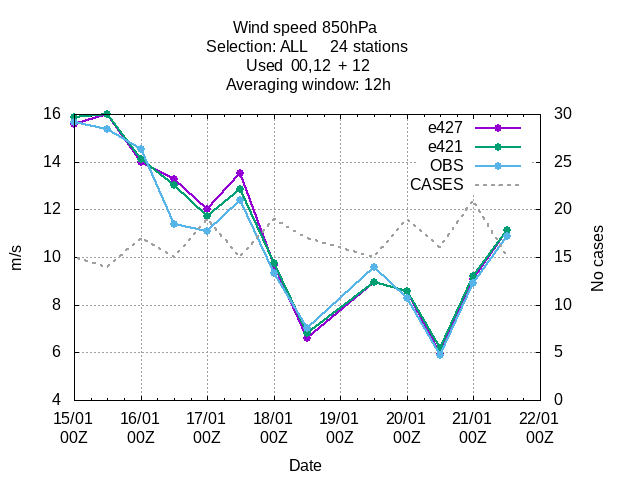 Wind speed 850hPa
Selection: ALL     24 stations
Used  00,12  + 12
Averaging window: 12h
16 30
e427
e421
OBS
CASES
14 25
12 20
10 15
8 10
6 5
4 0
m/s
No cases
15/01 16/01 17/01 18/01 19/01 20/01 21/01 22/01
00Z 00Z 00Z 00Z 00Z 00Z 00Z 00Z
Date